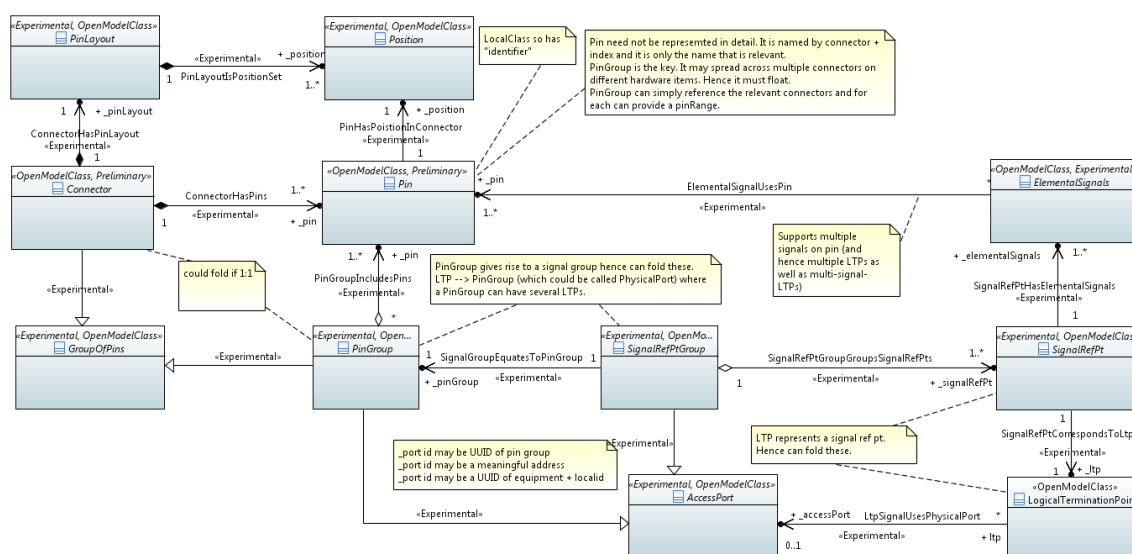 «Experimental, OpenModelClass»
PinLayout
«Experimental, OpenModelClass»
Position
LocalClass so has
"identifier"
Pin need not be represemted in detail. It is named by connector +
index and it is only the name that is relevant.
PinGroup is the key. It may spread across multiple connectors on
different hardware items. Hence it must float.
PinGroup can simply reference the relevant connectors and for
each can provide a pinRange.
«Experimental»
+ _position
1
PinLayoutIsPositionSet
1..*
1
+ _pinLayout
ConnectorHasPinLayout
«Experimental»
1
1
+ _position
PinHasPoistionInConnector
«Experimental»
1
«OpenModelClass, Preliminary»
Connector
«OpenModelClass, Preliminary»
Pin
«OpenModelClass, Experimental
ElementalSignals
ConnectorHasPins
1..*
1
«Experimental»
+ _pin
+ _pin
ElementalSignalUsesPin
*
1..*
«Experimental»
Supports multiple
signals on pin (and
hence multiple LTPs as
well as multi-signal-
LTPs)
1..*
+ _elementalSignals
SignalRefPtHasElementalSignals
«Experimental»
1
1..*
+ _pin
PinGroupIncludesPins
«Experimental»
*
could fold if 1:1
PinGroup gives rise to a signal group hence can fold these.
LTP --> PinGroup (which could be called PhysicalPort) where
a PinGroup can have several LTPs.
«Experimental»
«Experimental, OpenModelClass»
GroupOfPins
«Experimental»
«Experimental, Open...
PinGroup
1
SignalGroupEquatesToPinGroup
1
+ _pinGroup
«Experimental»
«Experimental, OpenMo...
SignalRefPtGroup
SignalRefPtGroupGroupsSignalRefPts
1..*
1
«Experimental»
+ _signalRefPt
«Experimental, OpenModelClass
SignalRefPt
1
SignalRefPtCorrespondsToLtp
«Experimental»
1
+ _ltp
LTP represents a signal ref pt.
Hence can fold these.
_port id may be UUID of pin group
_port id may be a meaningful address
_port id may be a UUID of equipment + localid
«Experimental»
«Experimental, OpenModelClass»
AccessPort
«OpenModelClass»
LogicalTerminationPoin
+ _accessPort
LtpSignalUsesPhysicalPort
*
0..1
«Experimental»
+ ltp